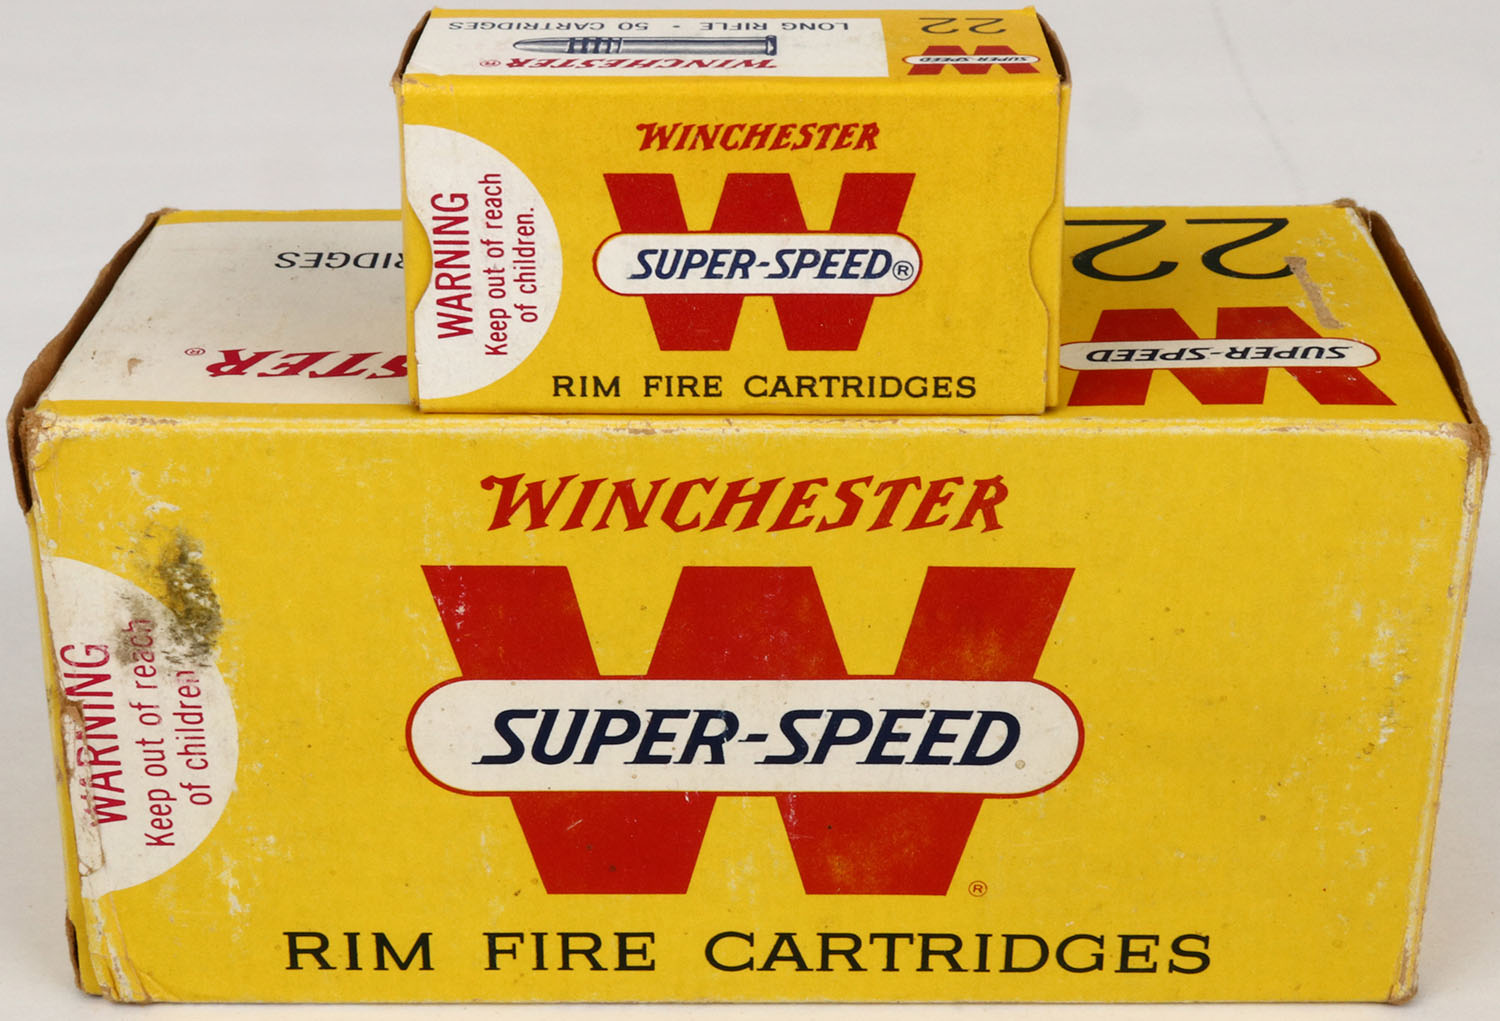 LONG RIFLE • 50 CARTRIDGES
WINCHESTER®
22
W
SUPER-SPEED
WINCHESTER
W
SUPER-SPEED®
RIM FIRE CARTRIDGES
WARNING
Keep out of reach
of children.
RIDGES
STER®
22
W
SUPER-SPEED
WINCHESTER
W
SUPER-SPEED
®
RIM FIRE CARTRIDGES
WARNING
Keep out of reach
of children